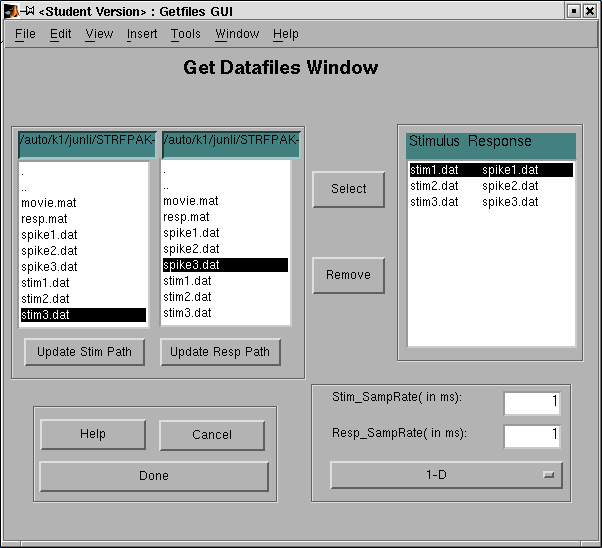 <Student Version> : Getfiles GUI
File Edit View Insert Tools Window Help
Get Datafiles Window
/auto/k1/junli/STRFPAK-
.
..
movie.mat
resp.mat
spike1.dat
spike2.dat
spike3.dat
stim1.dat
stim2.dat
stim3.dat
Update Stim Path
/auto/k1/junli/STRFPAK-
.
..
movie.mat
resp.mat
spike1.dat
spike2.dat
spike3.dat
stim1.dat
stim2.dat
stim3.dat
Update Resp Path
Select
Remove
Stimulus Response
stim1.dat spike1.dat
stim2.dat spike2.dat
stim3.dat spike3.dat
Help
Cancel
Done
Stim_SampRate( in ms): 1
Resp_SampRate( in ms): 1
1-D